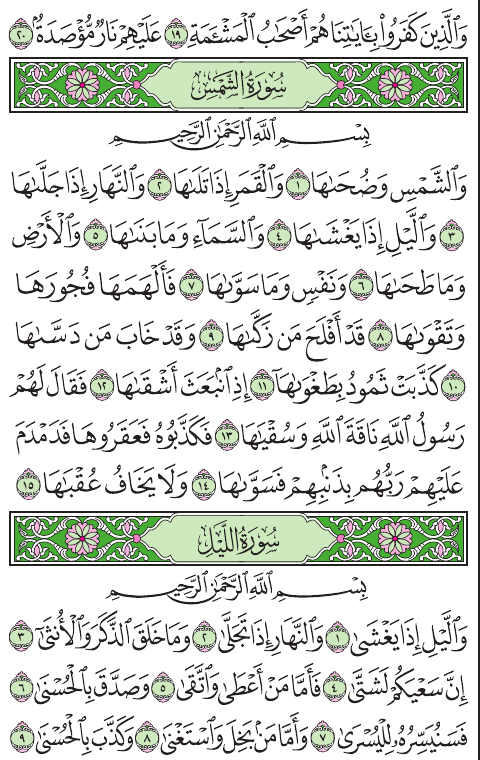 وَٱلَّذِينَ كَفَرُوا۟ بِـَٔايَـٰتِنَا هُمْ أَصْحَـٰبُ ٱلْمَشْـَٔمَةِ ١٩ عَلَيْهِمْ نَارٌ مُّؤْصَدَةٌۢ ٢٠
سُورَةُ الشَّمْسِ
بِسْمِ ٱللَّهِ ٱلرَّحْمَـٰنِ ٱلرَّحِيمِ
وَٱلشَّمْسِ وَضُحَىٰهَا ١ وَٱلْقَمَرِ إِذَا تَلَىٰهَا ٢ وَٱلنَّهَارِ إِذَا جَلَّىٰهَا
٣ وَٱلَّيْلِ إِذَا يَغْشَىٰهَا ٤ وَٱلسَّمَآءِ وَمَا بَنَىٰهَا ٥ وَٱلْأَرْضِ
وَمَا طَحَىٰهَا ٦ وَنَفْسٍ وَمَا سَوَّىٰهَا ٧ فَأَلْهَمَهَا فُجُورَهَا
وَتَقْوَىٰهَا ٨ قَدْ أَفْلَحَ مَن زَكَّىٰهَا ٩ وَقَدْ خَابَ مَن دَسَّىٰهَا
١٠ كَذَّبَتْ ثَمُودُ بِطَغْوَىٰهَآ ١١ إِذِ ٱنۢبَعَثَ أَشْقَىٰهَا ١٢ فَقَالَ لَهُمْ
رَسُولُ ٱللَّهِ نَاقَةَ ٱللَّهِ وَسُقْيَـٰهَا ١٣ فَكَذَّبُوهُ فَعَقَرُوهَا فَدَمْدَمَ
عَلَيْهِمْ رَبُّهُم بِذَنۢبِهِمْ فَسَوَّىٰهَا ١٤ وَلَا يَخَافُ عُقْبَـٰهَا ١٥
سُورَةُ اللَّيْلِ
بِسْمِ ٱللَّهِ ٱلرَّحْمَـٰنِ ٱلرَّحِيمِ
وَٱلَّيْلِ إِذَا يَغْشَىٰ ١ وَٱلنَّهَارِ إِذَا تَجَلَّىٰ ٢ وَمَا خَلَقَ ٱلذَّكَرَ وَٱلْأُنثَىٰٓ ٣
إِنَّ سَعْيَكُمْ لَشَتَّىٰ ٤ فَأَمَّا مَنْ أَعْطَىٰ وَٱتَّقَىٰ ٥ وَصَدَّقَ بِٱلْحُسْنَىٰ ٦
فَسَنُيَسِّرُهُۥ لِلْيُسْرَىٰ ٧ وَأَمَّا مَنۢ بَخِلَ وَٱسْتَغْنَىٰ ٨ وَكَذَّبَ بِٱلْحُسْنَىٰ ٩